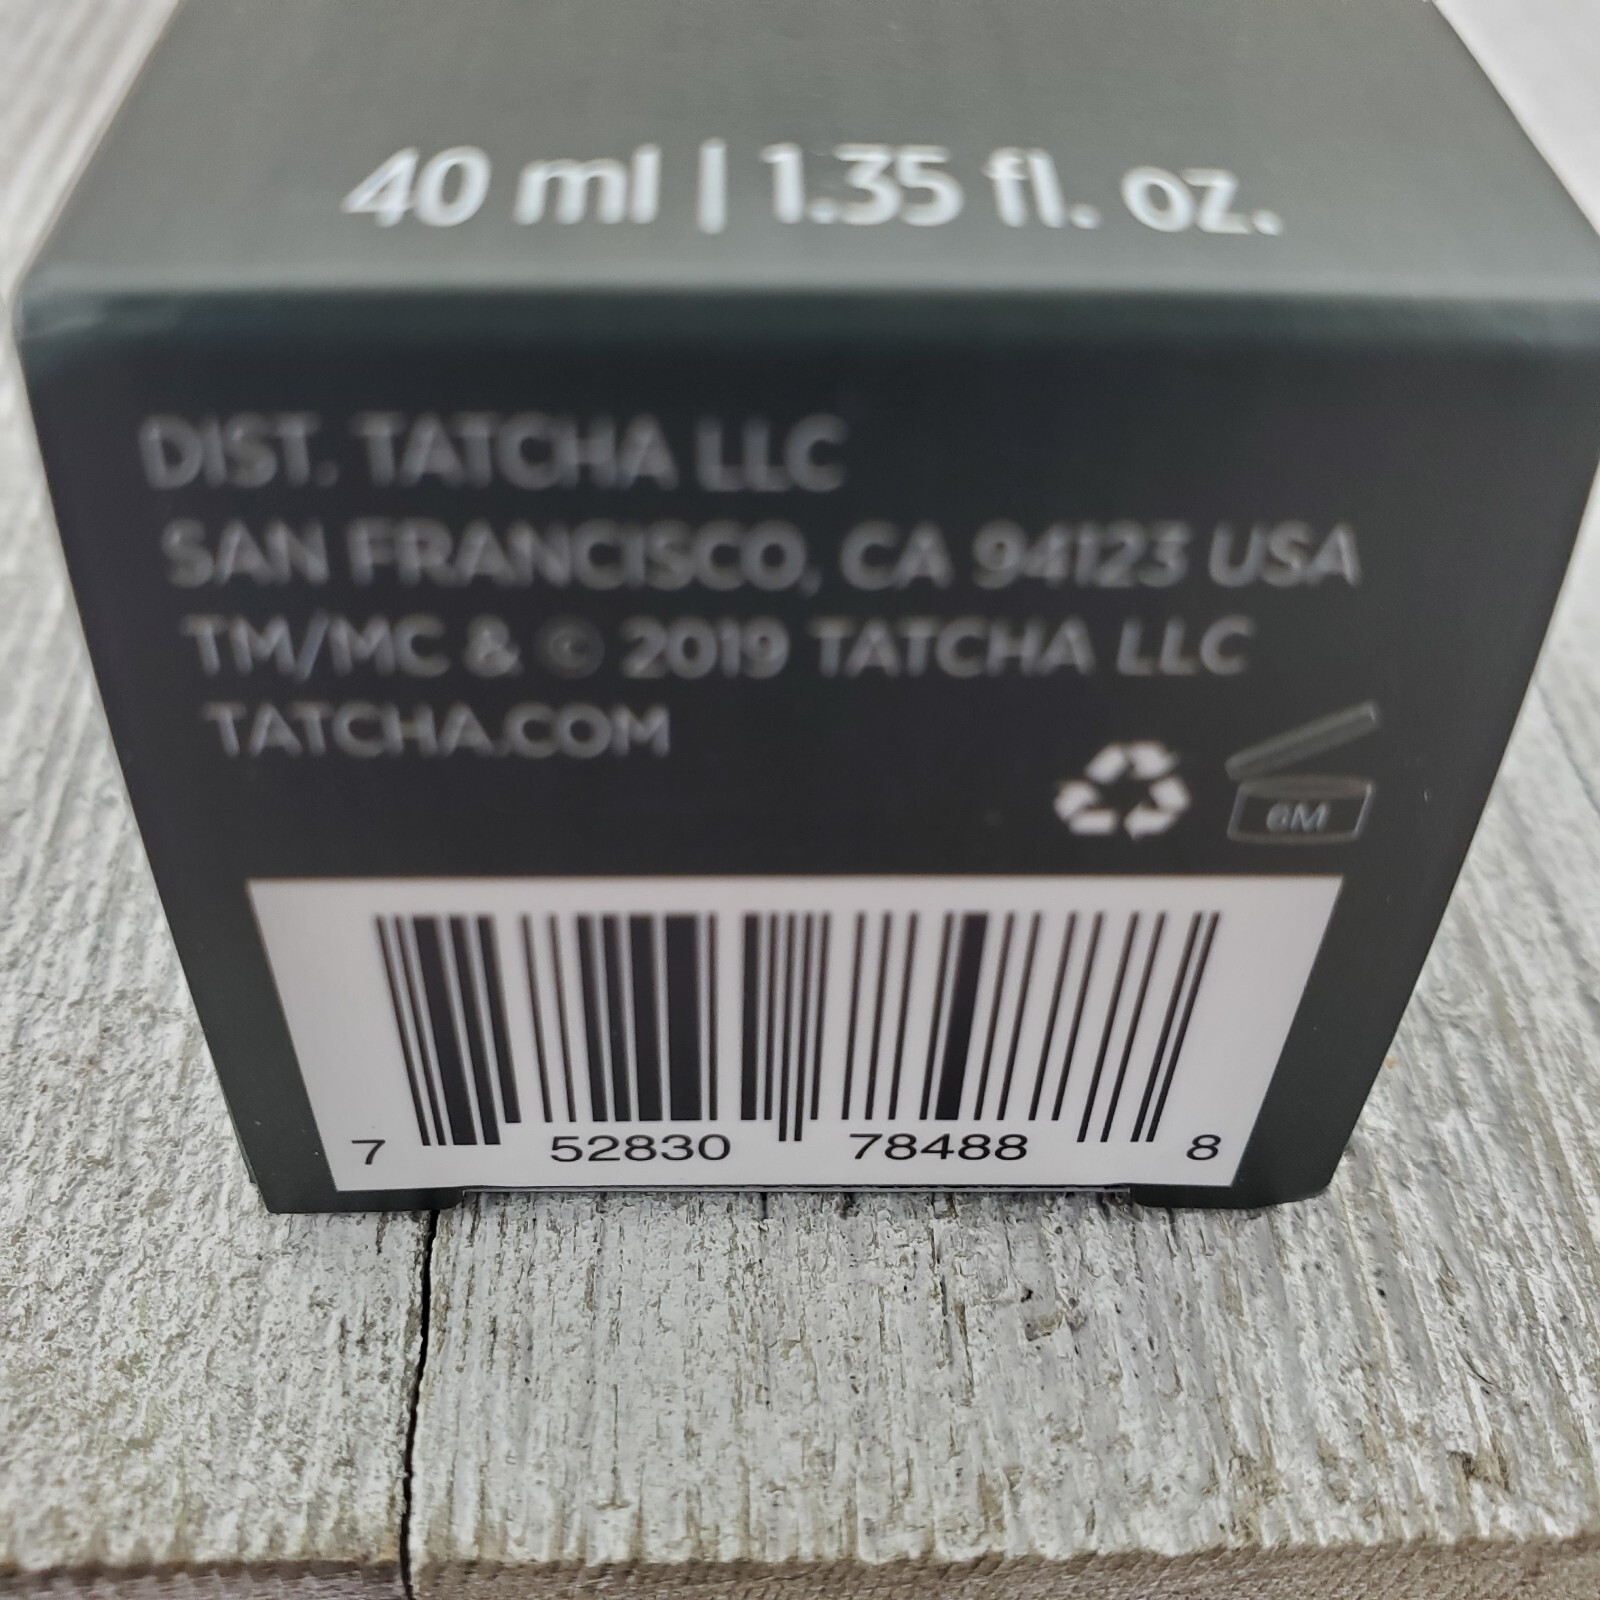 40 ml | 1.35 fl. oz.
DIST. TATCHA LLC
SAN FRANCISCO, CA 94123 USA
TM/MC & © 2019 TATCHA LLC
TATCHA.COM
6M
7 52830 78488 8